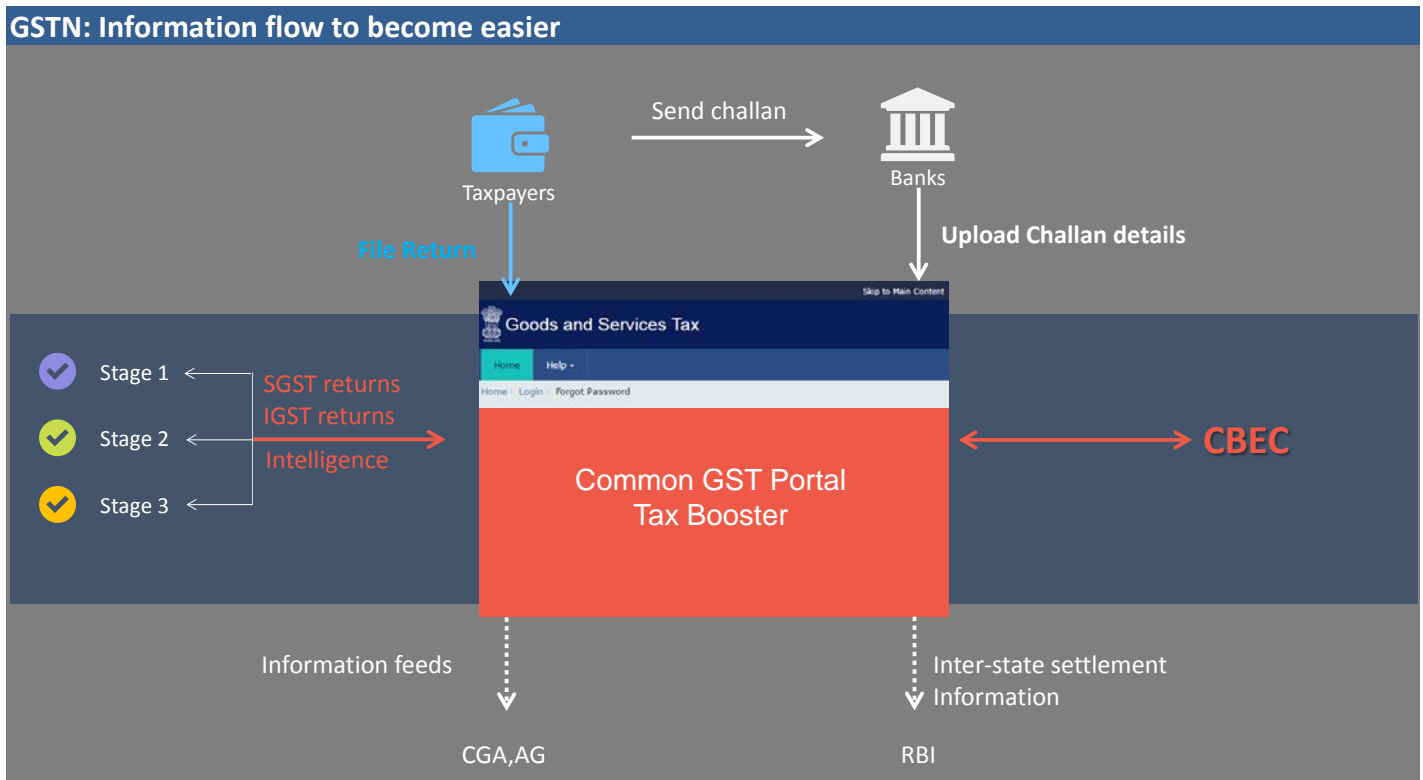 GSTN: Information flow to become easier
Send challan
Taxpayers
Banks
File Return
Upload Challan details
Skip to Main Content
Goods and Services Tax
Home Help
Home Login Forgot Password
Stage 1
Stage 2
Stage 3
SGST returns
IGST returns
Intelligence
Common GST Portal
Tax Booster
CBEC
Information feeds
Inter-state settlement
Information
CGA,AG
RBI